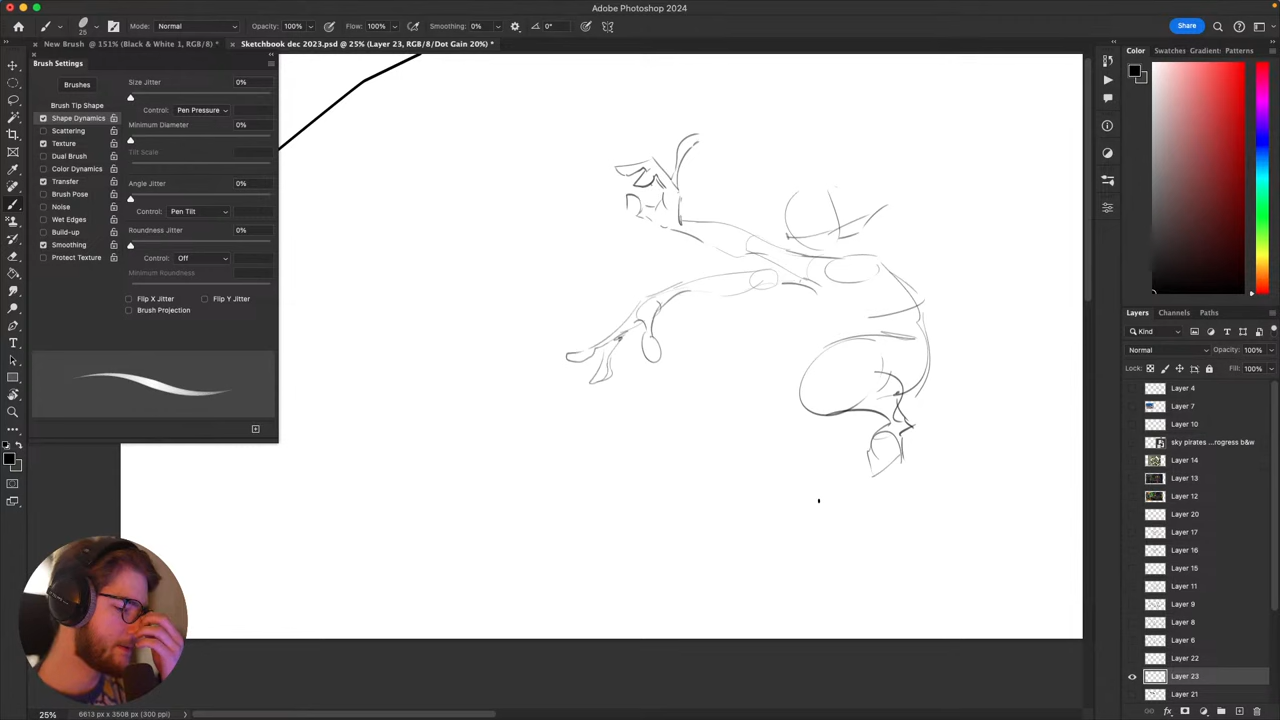 Adobe Photoshop 2024
25
Mode: Normal
Opacity: 100%
Flow: 100%
Smoothing: 0%
0°
Share
New Brush @ 151% (Black & White 1, RGB/8) *
Sketchbook dec 2023.psd @ 25% (Layer 23, RGB/8/Dot Gain 20%) *
Brush Settings
Brushes
Brush Tip Shape
Shape Dynamics
Scattering
Texture
Dual Brush
Color Dynamics
Transfer
Brush Pose
Noise
Wet Edges
Build-up
Smoothing
Protect Texture
Size Jitter 0%
Control: Pen Pressure
Minimum Diameter 0%
Tilt Scale
Angle Jitter 0%
Control: Pen Tilt
Roundness Jitter 0%
Control: Off
Minimum Roundness
Flip X Jitter Flip Y Jitter
Brush Projection
Color Swatches Gradient Patterns
Layers Channels Paths
Kind
Normal Opacity: 100%
Lock: Fill: 100%
Layer 4
Layer 7
Layer 10
sky pirates ...rogress b&w
Layer 14
Layer 13
Layer 12
Layer 20
Layer 17
Layer 16
Layer 15
Layer 11
Layer 9
Layer 8
Layer 6
Layer 22
Layer 23
Layer 21
25% 6613 px x 3508 px (300 ppi)